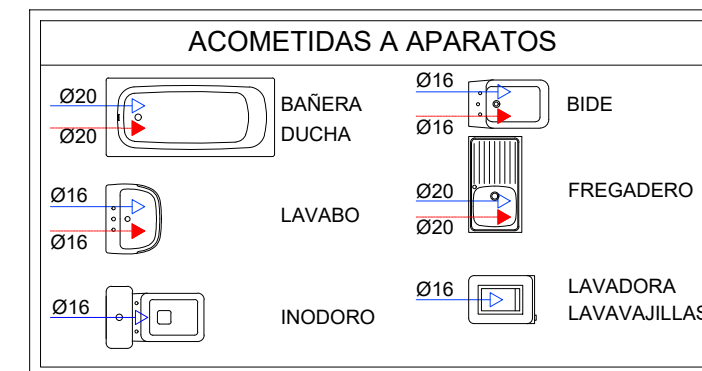 ACOMETIDAS A APARATOS
Ø20
Ø20
BAÑERA
DUCHA
Ø16
Ø16
BIDE
Ø16
Ø16
LAVABO
Ø20
Ø20
FREGADERO
Ø16
INODORO
Ø16
LAVADORA
LAVAVAJILLAS